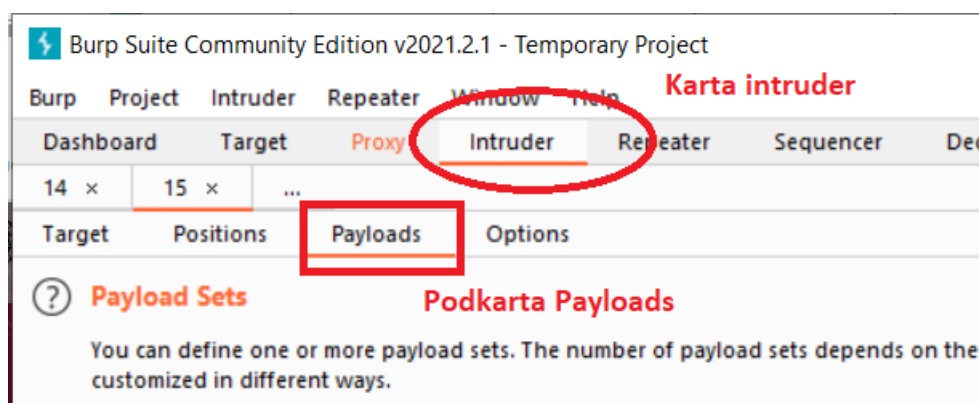 Burp Suite Community Edition v2021.2.1 - Temporary Project
Burp Project Intruder Repeater Window Help
Karta intruder
Dashboard Target Proxy Intruder Repeater Sequencer
14 × 15 × ...
Target Positions Payloads Options
? Payload Sets
Podkarta Payloads
You can define one or more payload sets. The number of payload sets depends on the
customized in different ways.